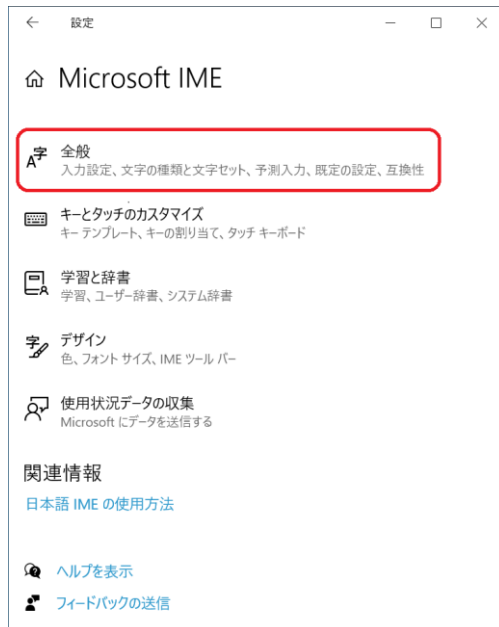 設定
Microsoft IME
全般
入力設定、文字の種類と文字セット、予測入力、既定の設定、互換性
キーとタッチのカスタマイズ
キー テンプレート、キーの割り当て、タッチ キーボード
学習と辞書
学習、ユーザー辞書、システム辞書
デザイン
色、フォント サイズ、IME ツール バー
使用状況データの収集
Microsoft にデータを送信する
関連情報
日本語 IME の使用方法
ヘルプを表示
フィードバックの送信